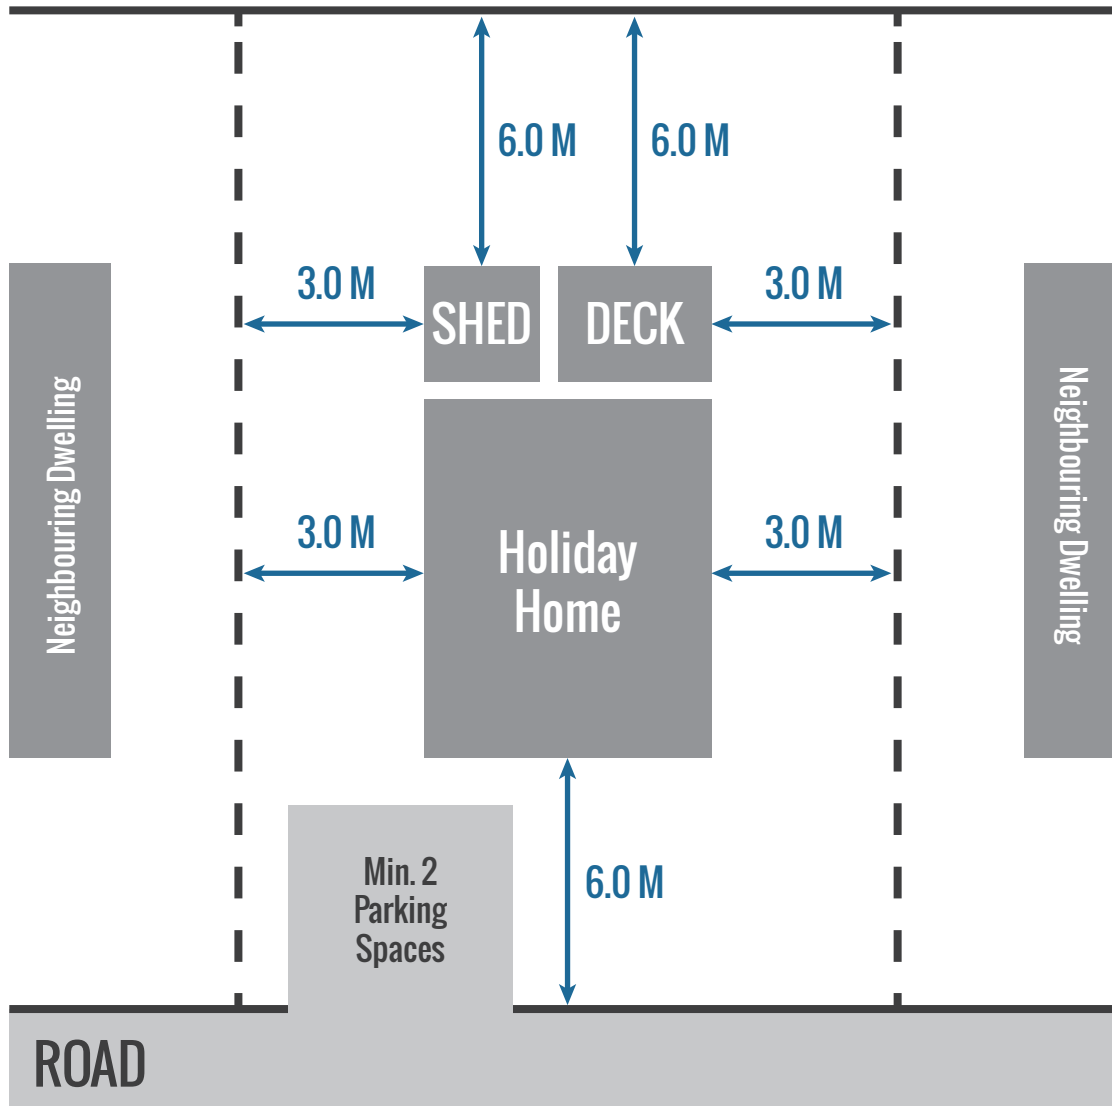 6.0 M
6.0 M
3.0 M
3.0 M
SHED
DECK
Neighbouring Dwelling
Neighbouring Dwelling
3.0 M
3.0 M
Holiday
Home
Min. 2
Parking
Spaces
6.0 M
ROAD